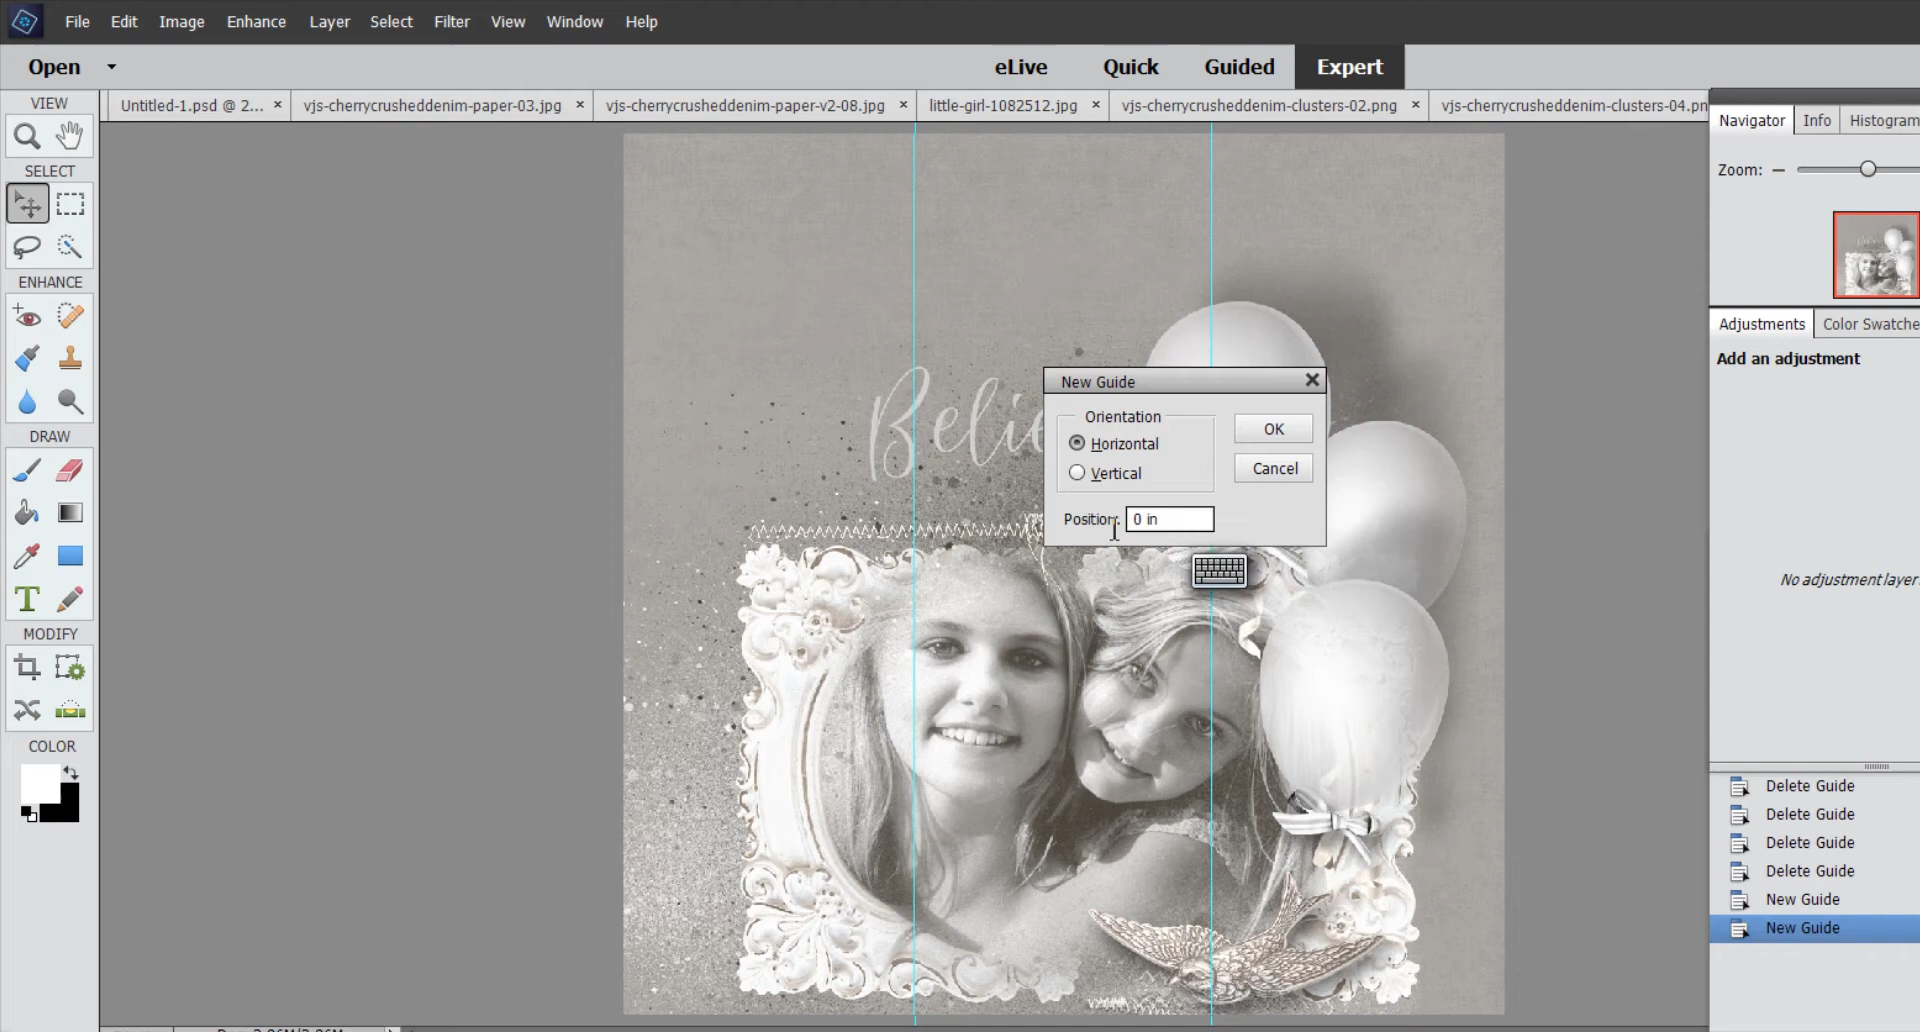 File Edit Image Enhance Layer Select Filter View Window Help
Open eLive Quick Guided Expert
VIEW
Untitled-1.psd @ 2... × vjs-cherrycrusheddenim-paper-03.jpg × vjs-cherrycrusheddenim-paper-v2-08.jpg × little-girl-1082512.jpg × vjs-cherrycrusheddenim-clusters-02.png × vjs-cherrycrusheddenim-clusters-04.pn
Navigator Info Histogram
Zoom:
SELECT
ENHANCE
DRAW
MODIFY
COLOR
T
Belie
New Guide
Orientation
Horizontal
Vertical
OK
Cancel
Position: 0 in
Adjustments Color Swatche
Add an adjustment
No adjustment layer
Delete Guide
Delete Guide
Delete Guide
Delete Guide
New Guide
New Guide